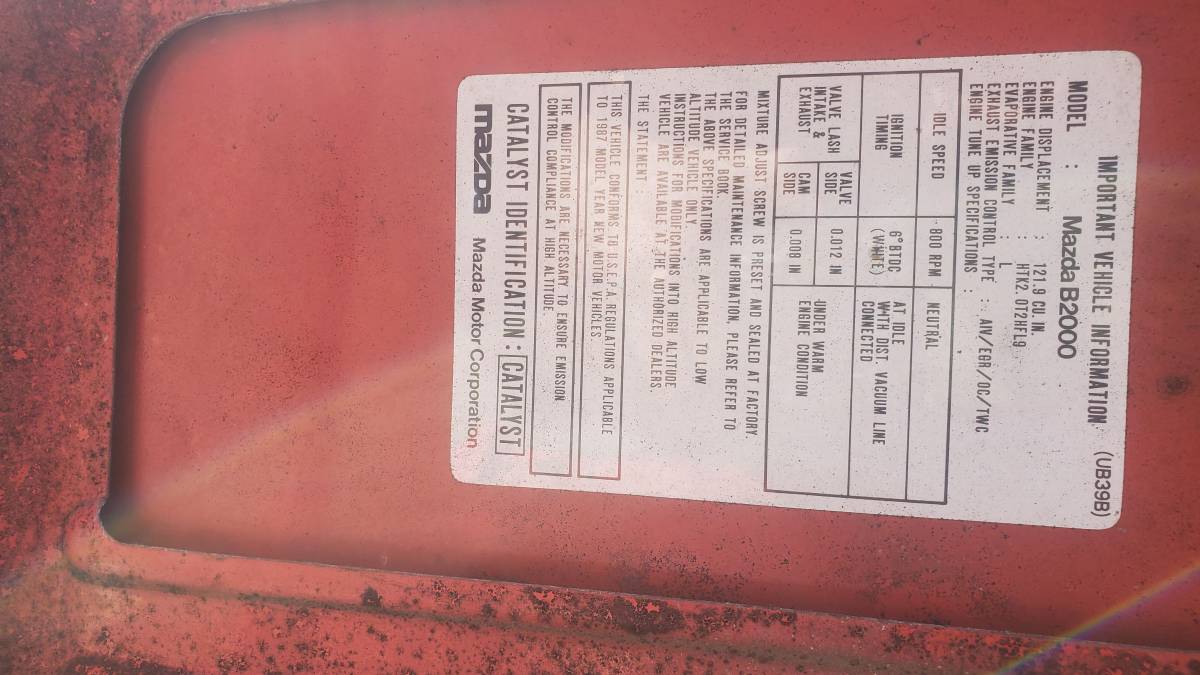 IMPORTANT VEHICLE INFORMATION (UB39B)
MODEL : Mazda B2000
ENGINE DISPLACEMENT : 121.9 CU. IN.
ENGINE FAMILY : HTK2.0T2HFL9
EVAPORATIVE FAMILY : L
EXHAUST EMISSION CONTROL TYPE : AIV/EGR/OC/TWC
ENGINE TUNE UP SPECIFICATIONS :
IDLE SPEED 800 RPM NEUTRAL
IGNITION TIMING 6°BTDC (WHITE) AT IDLE WITH DIST. VACUUM LINE CONNECTED
VALVE LASH INTAKE & EXHAUST VALVE SIDE 0.012 IN UNDER WARM ENGINE CONDITION
CAM SIDE 0.008 IN
MIXTURE ADJUST SCREW IS PRESET AND SEALED AT FACTORY.
FOR DETAILED MAINTENANCE INFORMATION, PLEASE REFER TO
THE SERVICE BOOK.
THE ABOVE SPECIFICATIONS ARE APPLICABLE TO LOW
ALTITUDE VEHICLE ONLY.
INSTRUCTIONS FOR MODIFICATIONS INTO HIGH ALTITUDE
VEHICLE ARE AVAILABLE AT THE AUTHORIZED DEALERS.
THE STATEMENT :
THIS VEHICLE CONFORMS TO U.S.E.P.A. REGULATIONS APPLICABLE
TO 1987 MODEL YEAR NEW MOTOR VEHICLES
THE MODIFICATIONS ARE NECESSARY TO ENSURE EMISSION
CONTROL COMPLIANCE AT HIGH ALTITUDE.
CATALYST IDENTIFICATION : CATALYST
mazda Mazda Motor Corporation